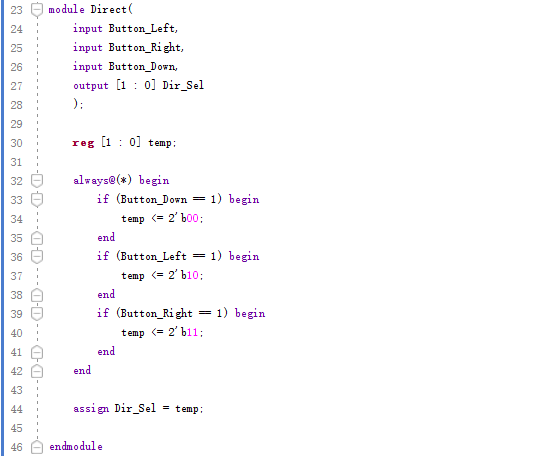 23 module Direct(
24 input Button_Left,
25 input Button_Right,
26 input Button_Down,
27 output [1 : 0] Dir_Sel
28 );
29
30 reg [1 : 0] temp;
31
32 always@(*) begin
33 if (Button_Down == 1) begin
34 temp <= 2'b00;
35 end
36 if (Button_Left == 1) begin
37 temp <= 2'b10;
38 end
39 if (Button_Right == 1) begin
40 temp <= 2'b11;
41 end
42 end
43
44 assign Dir_Sel = temp;
45
46 endmodule